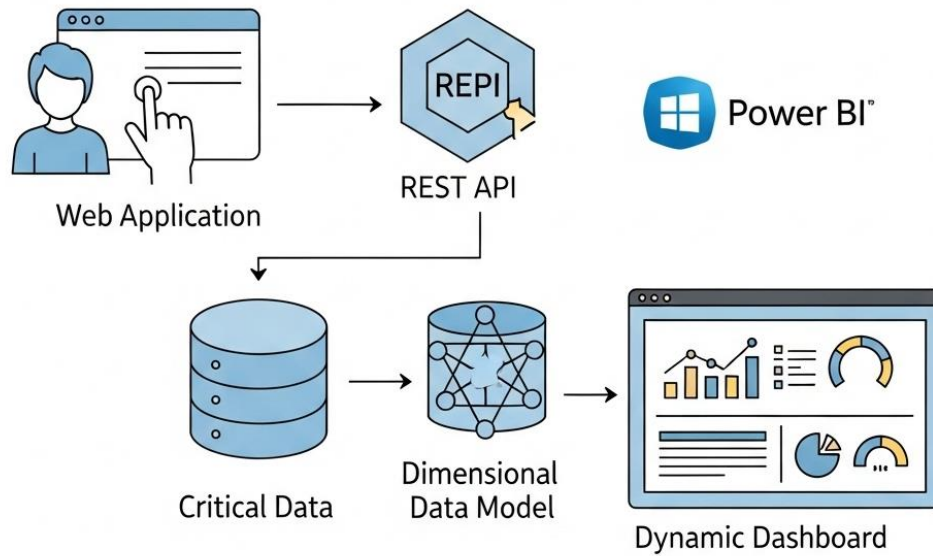 REPI
Power BI™
REST API
Web Application
Critical Data
Dimensional
Data Model
Dynamic Dashboard